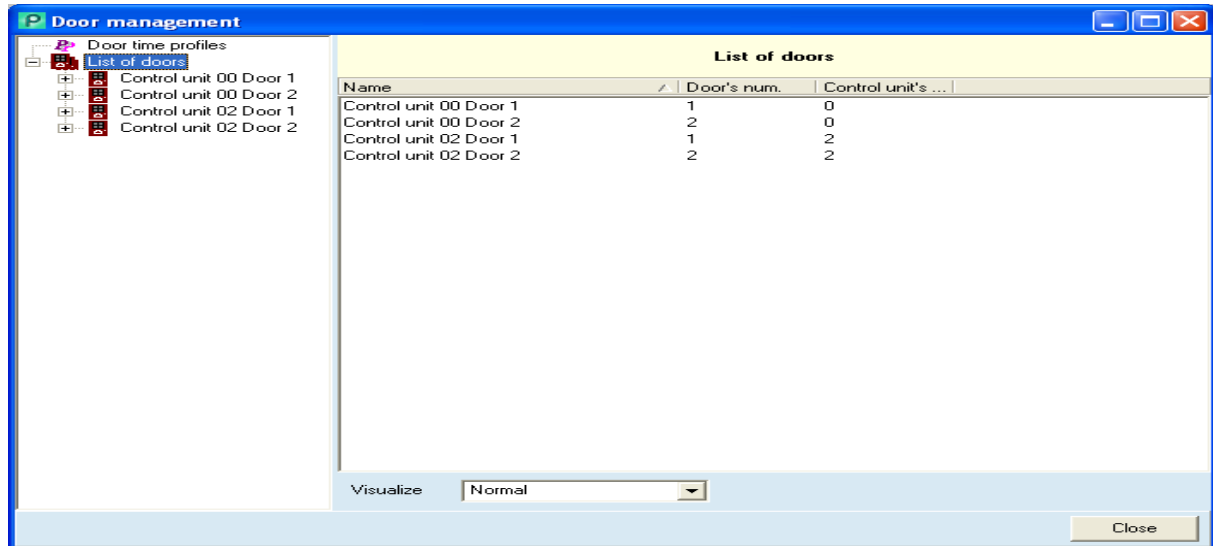 Door management
Door time profiles
List of doors
Control unit 00 Door 1
Control unit 00 Door 2
Control unit 02 Door 1
Control unit 02 Door 2
List of doors
Name Door's num. Control unit's ...
Control unit 00 Door 1 1 0
Control unit 00 Door 2 2 0
Control unit 02 Door 1 1 2
Control unit 02 Door 2 2 2
Visualize Normal
Close